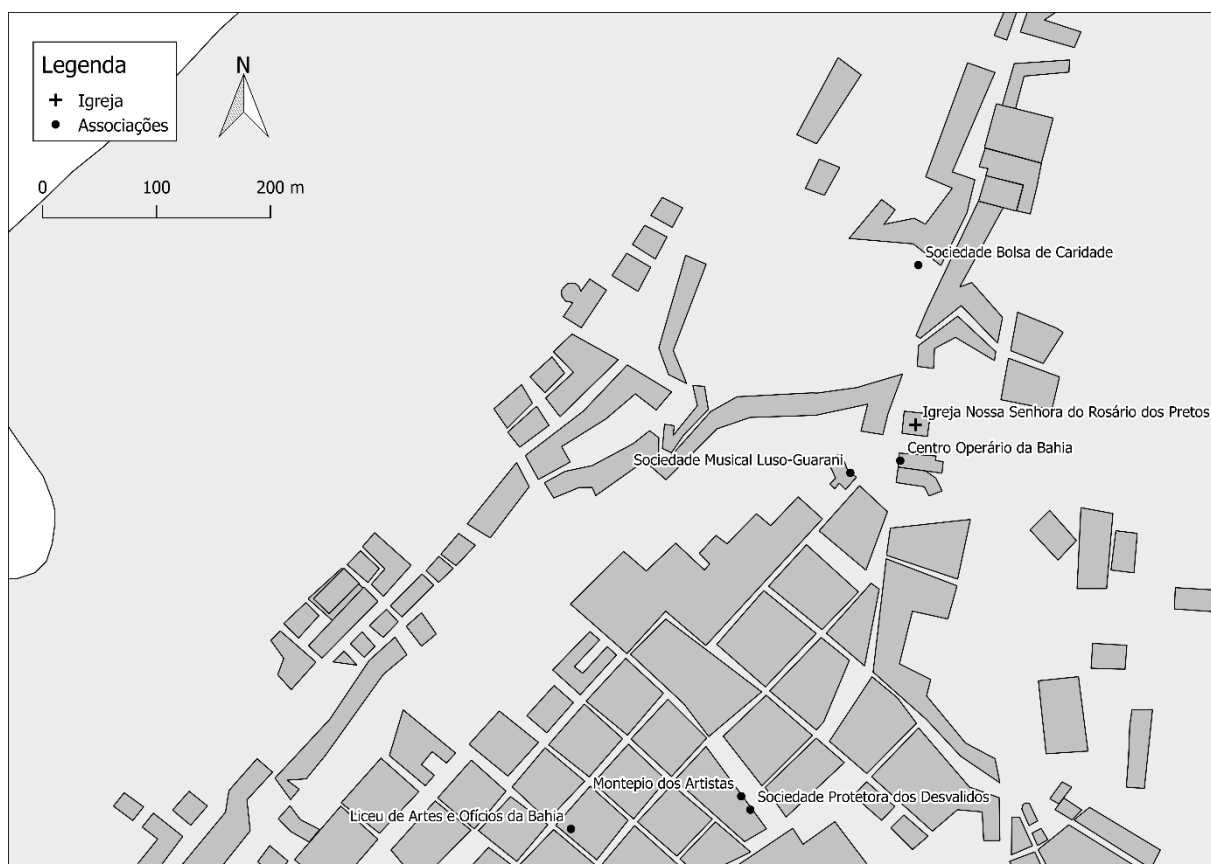 Legenda
Igreja
Associações
N
0 100 200 m
Sociedade Bolsa de Caridade
Igreja Nossa Senhora do Rosário dos Pretos
Centro Operário da Bahia
Sociedade Musical Luso-Guarani
Montepio dos Artistas
Sociedade Protetora dos Desvalidos
Liceu de Artes e Ofícios da Bahia